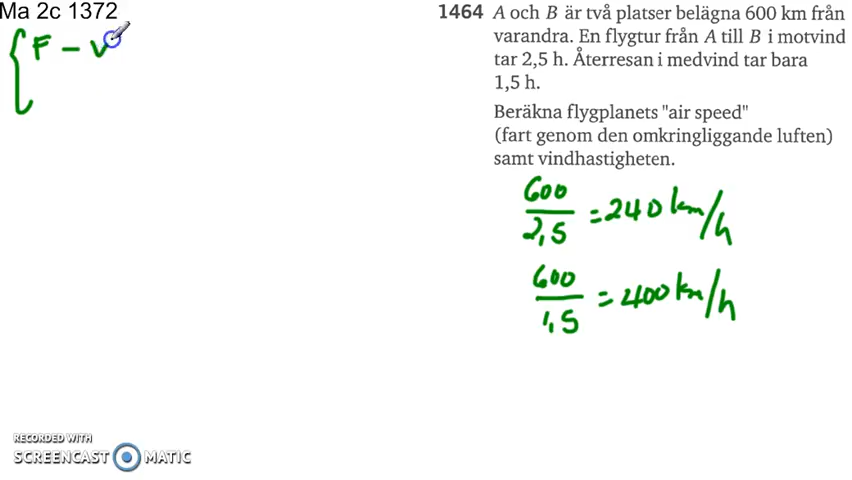 Ma 2c 1372
F - V
1464 A och B är två platser belägna 600 km från
varandra. En flygtur från A till B i motvind
tar 2,5 h. Återresan i medvind tar bara
1,5 h.
Beräkna flygplanets "air speed"
(fart genom den omkringliggande luften)
samt vindhastigheten.
600
2,5
= 240 km/h
600
1,5
= 400 km/h
RECORDED WITH
SCREENCAST MATIC